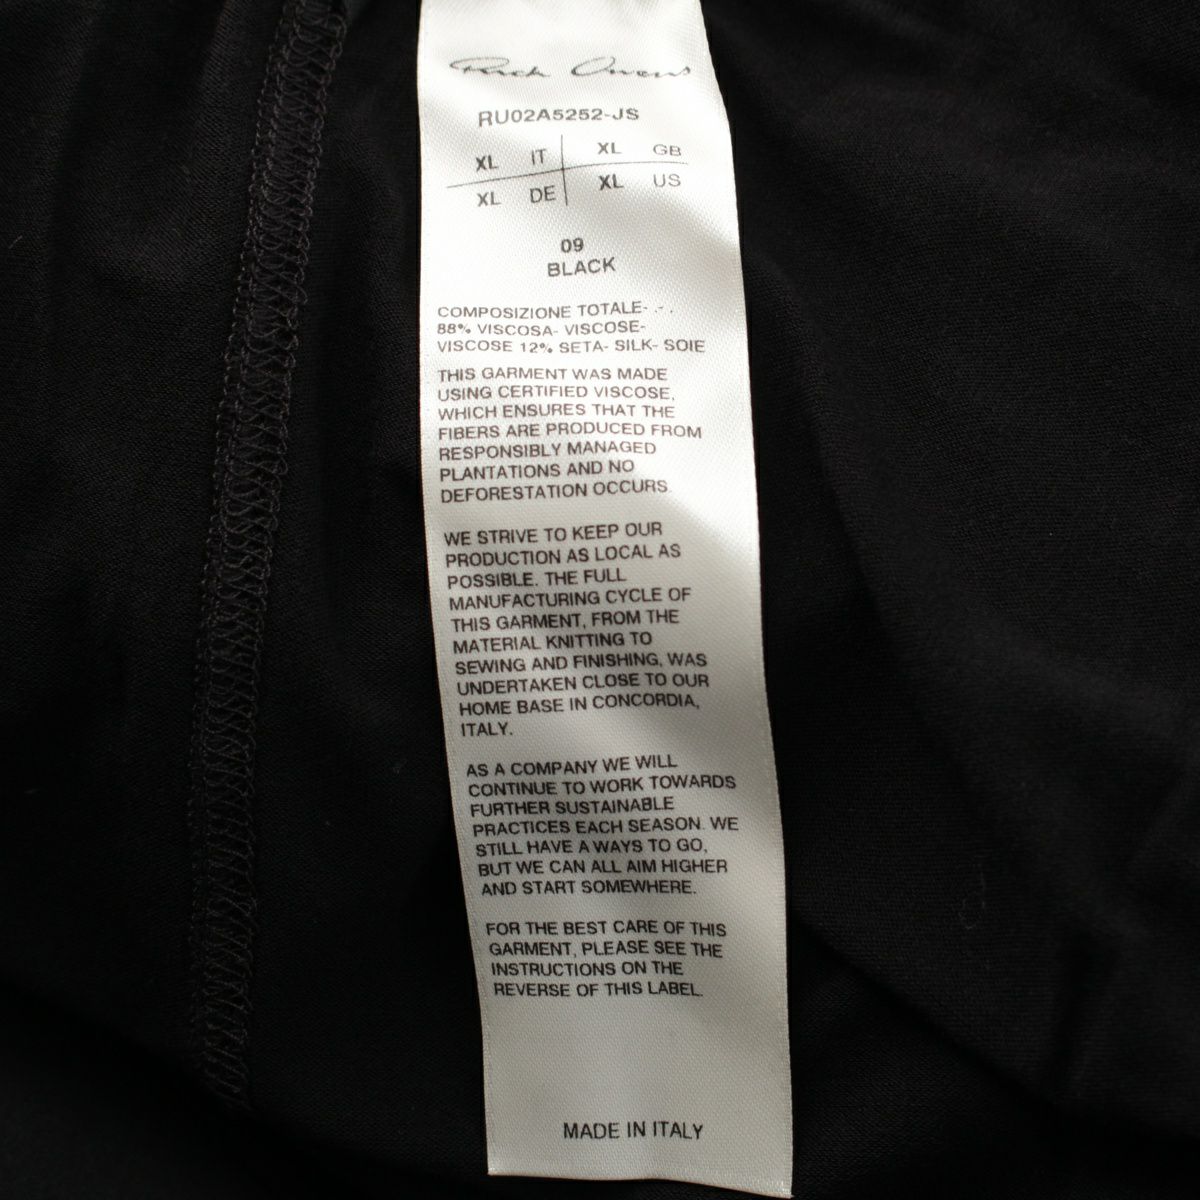 Rick Owens
RU02A5252-JS
XL IT XL GB
XL DE XL US
09
BLACK
COMPOSIZIONE TOTALE- - .
88% VISCOSA- VISCOSE-
VISCOSE 12% SETA- SILK- SOIE
THIS GARMENT WAS MADE
USING CERTIFIED VISCOSE,
WHICH ENSURES THAT THE
FIBERS ARE PRODUCED FROM
RESPONSIBLY MANAGED
PLANTATIONS AND NO
DEFORESTATION OCCURS.
WE STRIVE TO KEEP OUR
PRODUCTION AS LOCAL AS
POSSIBLE. THE FULL
MANUFACTURING CYCLE OF
THIS GARMENT, FROM THE
MATERIAL KNITTING TO
SEWING AND FINISHING, WAS
UNDERTAKEN CLOSE TO OUR
HOME BASE IN CONCORDIA,
ITALY.
AS A COMPANY WE WILL
CONTINUE TO WORK TOWARDS
FURTHER SUSTAINABLE
PRACTICES EACH SEASON. WE
STILL HAVE A WAYS TO GO,
BUT WE CAN ALL AIM HIGHER
AND START SOMEWHERE.
FOR THE BEST CARE OF THIS
GARMENT, PLEASE SEE THE
INSTRUCTIONS ON THE
REVERSE OF THIS LABEL.
MADE IN ITALY